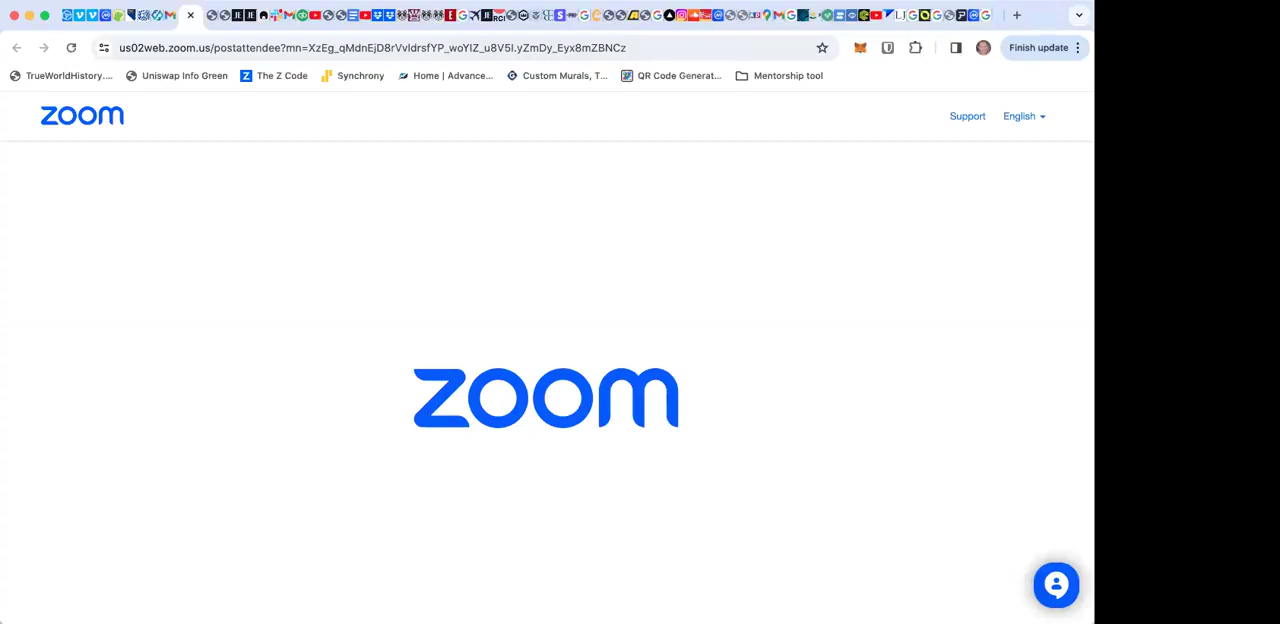 us02web.zoom.us/postattendee?mn=XzEg_qMdnEjD8rVvldrsfYP_woYlZ_u8V5I.yZmDy_Eyx8mZBNCz
Finish update
TrueWorldHistory.... Uniswap Info Green The Z Code Synchrony Home | Advance... Custom Murals, T... QR Code Generat... Mentorship tool
zoom Support English
zoom